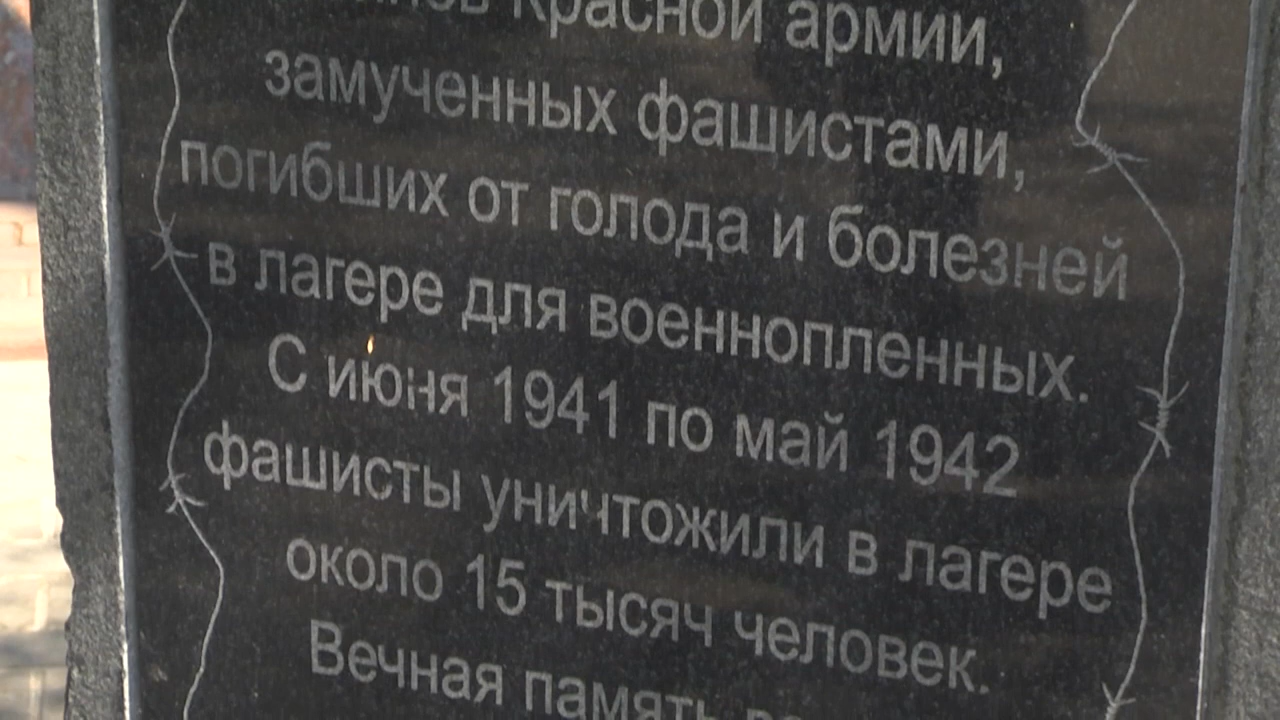 Красной армии,
замученных фашистами,
погибших от голода и болезней
в лагере для военнопленных.
С июня 1941 по май 1942
фашисты уничтожили в лагере
около 15 тысяч человек.
Вечная память